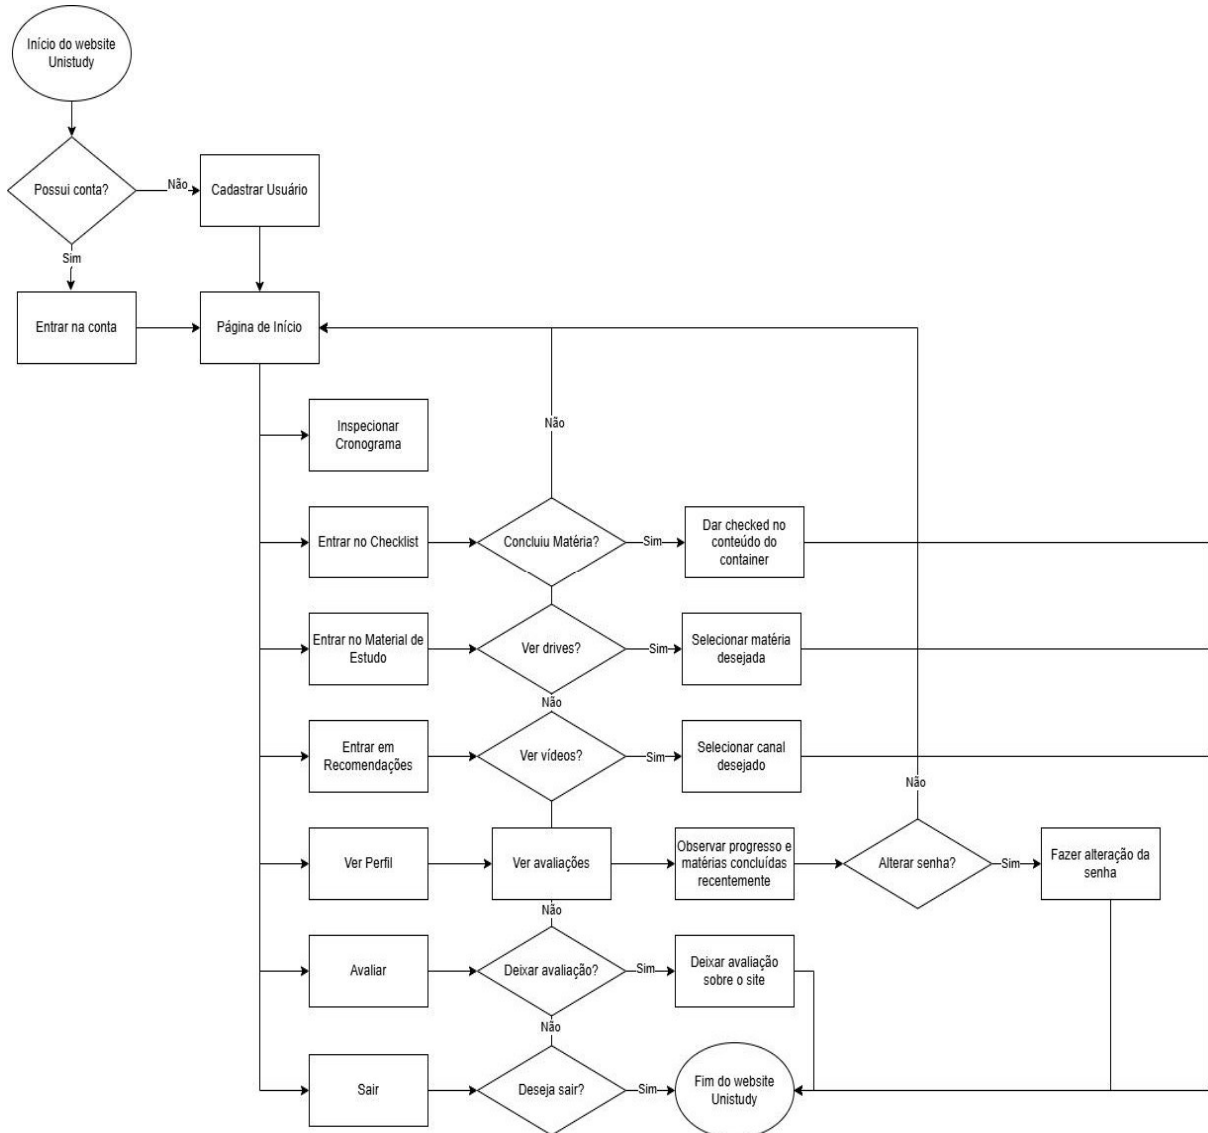 Início do website
Unistudy
Possui conta?
Não
Cadastrar Usuário
Sim
Entrar na conta
Página de Início
Inspecionar
Cronograma
Não
Entrar no Checklist
Concluiu Matéria?
Sim
Dar checked no
conteúdo do
container
Entrar no Material de
Estudo
Ver drives?
Sim
Selecionar matéria
desejada
Não
Entrar em
Recomendações
Ver vídeos?
Sim
Selecionar canal
desejado
Não
Ver Perfil
Ver avaliações
Observar progresso e
matérias concluídas
recentemente
Alterar senha?
Sim
Fazer alteração da
senha
Não
Avaliar
Deixar avaliação?
Sim
Deixar avaliação
sobre o site
Não
Sair
Deseja sair?
Sim
Fim do website
Unistudy